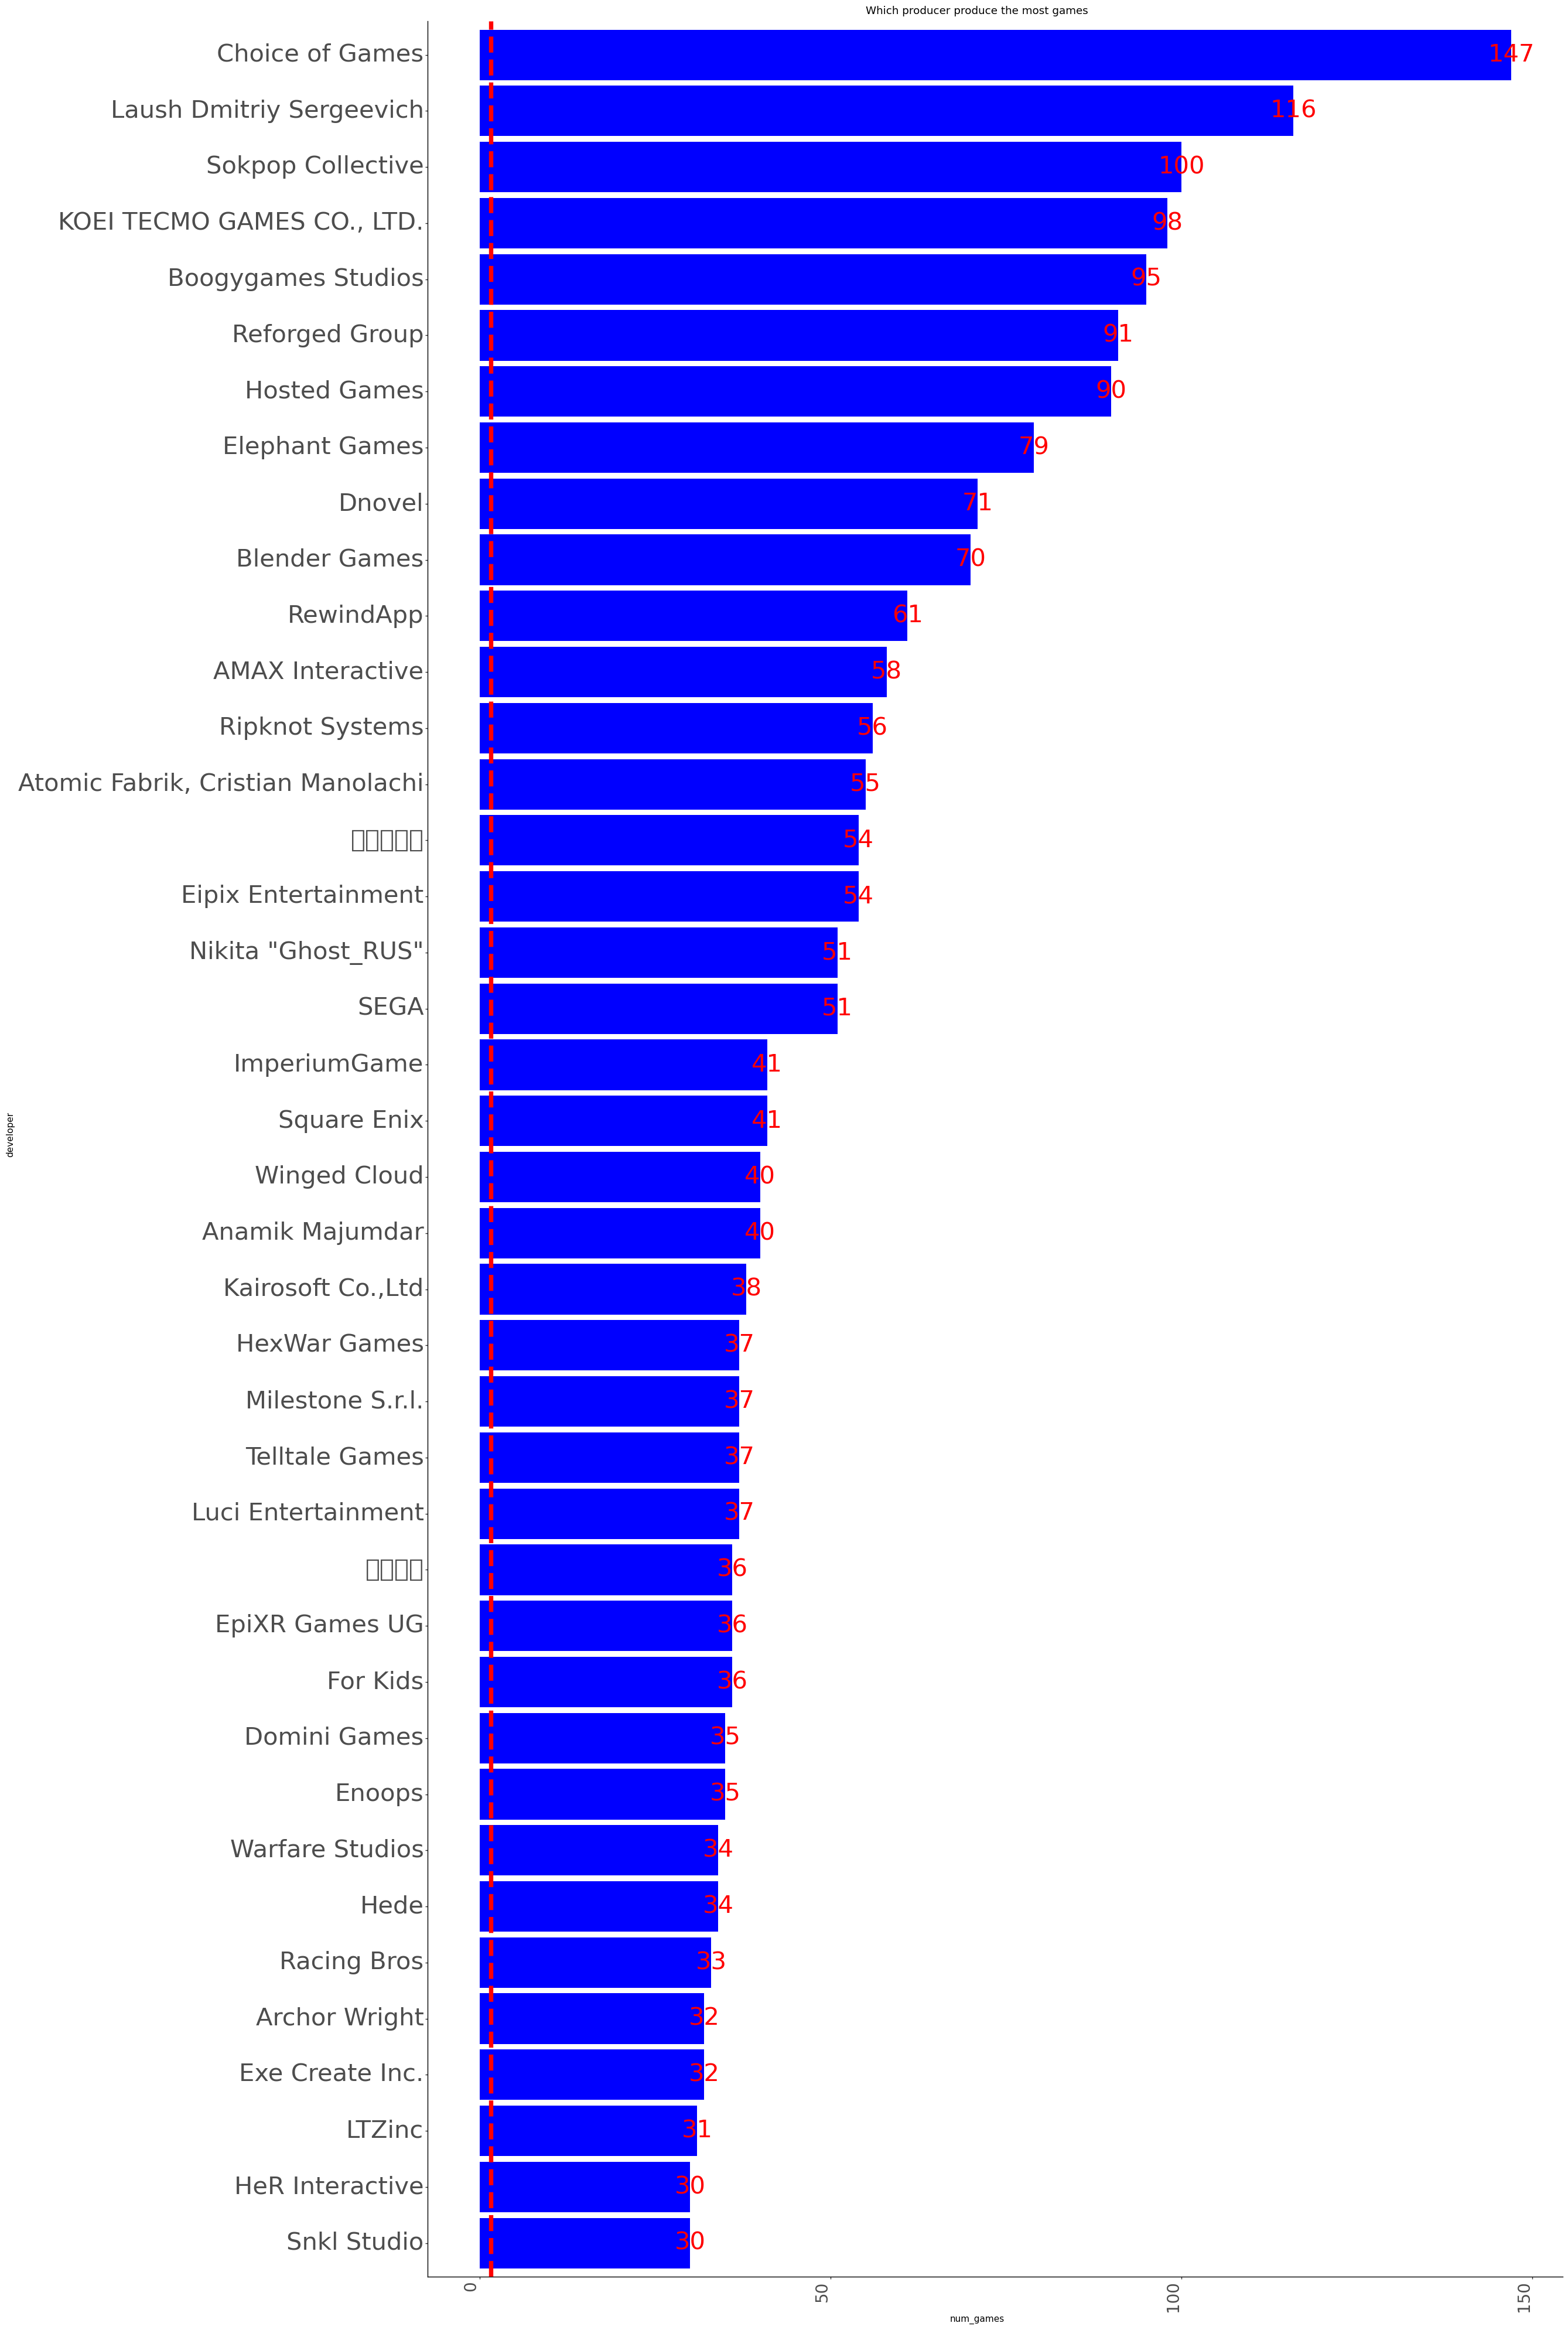 Which producer produce the most games
Choice of Games 147
Laush Dmitriy Sergeevich 116
Sokpop Collective 100
KOEI TECMO GAMES CO., LTD. 98
Boogygames Studios 95
Reforged Group 91
Hosted Games 90
Elephant Games 79
Dnovel 71
Blender Games 70
RewindApp 61
AMAX Interactive 58
Ripknot Systems 56
Atomic Fabrik, Cristian Manolachi 55
54
Eipix Entertainment 54
Nikita "Ghost_RUS" 51
SEGA 51
ImperiumGame 41
Square Enix 41
Winged Cloud 40
Anamik Majumdar 40
Kairosoft Co.,Ltd 38
HexWar Games 37
Milestone S.r.l. 37
Telltale Games 37
Luci Entertainment 37
36
EpiXR Games UG 36
For Kids 36
Domini Games 35
Enoops 35
Warfare Studios 34
Hede 34
Racing Bros 33
Archor Wright 32
Exe Create Inc. 32
LTZinc 31
HeR Interactive 30
Snkl Studio 30
developer
0 50 100 150
num_games